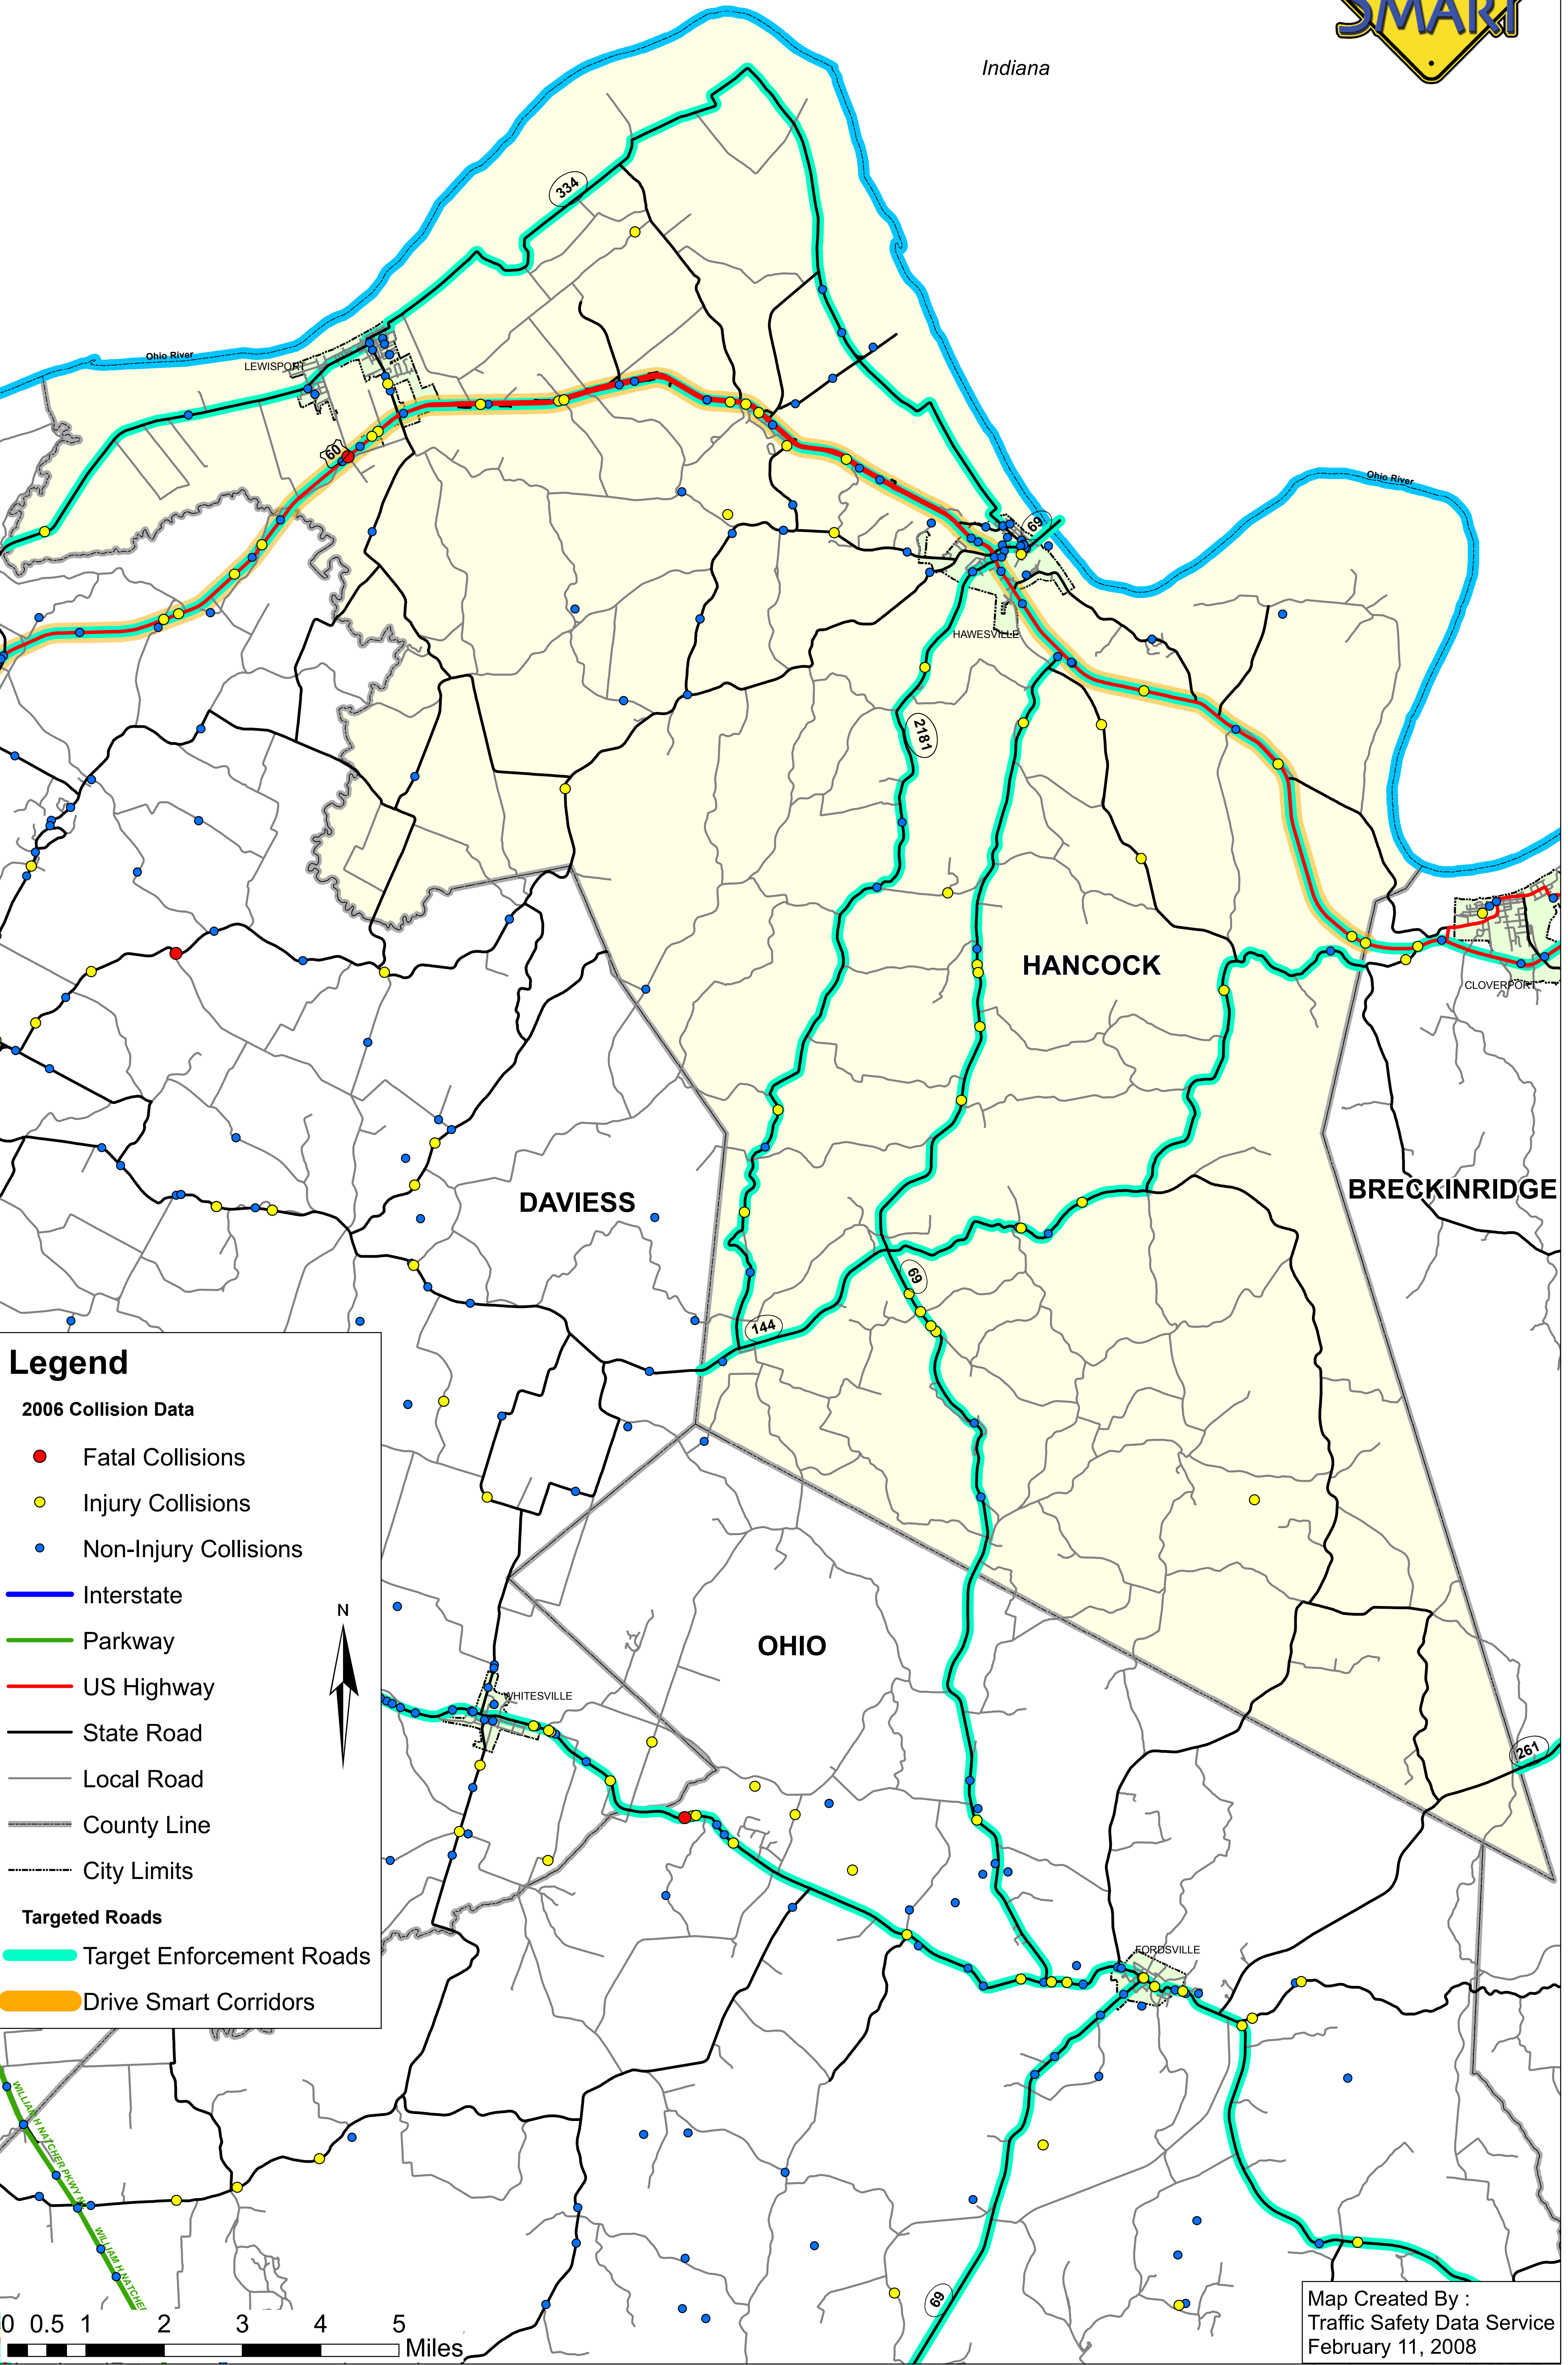 SMART
Indiana
334
Ohio River
LEWISPORT
60
Ohio River
69
HAWESVILLE
2181
HANCOCK
CLOVERPORT
DAVIESS
BRECKINRIDGE
69
144
Legend
2006 Collision Data
Fatal Collisions
Injury Collisions
Non-Injury Collisions
Interstate
Parkway
US Highway
State Road
Local Road
County Line
City Limits
Targeted Roads
Target Enforcement Roads
Drive Smart Corridors
N
OHIO
WHITESVILLE
261
FORDSVILLE
WILLIAM H NATCHER PKWY N
WILLIAM H NATCHER
69
0 0.5 1 2 3 4 5
Miles
Map Created By :
Traffic Safety Data Service
February 11, 2008